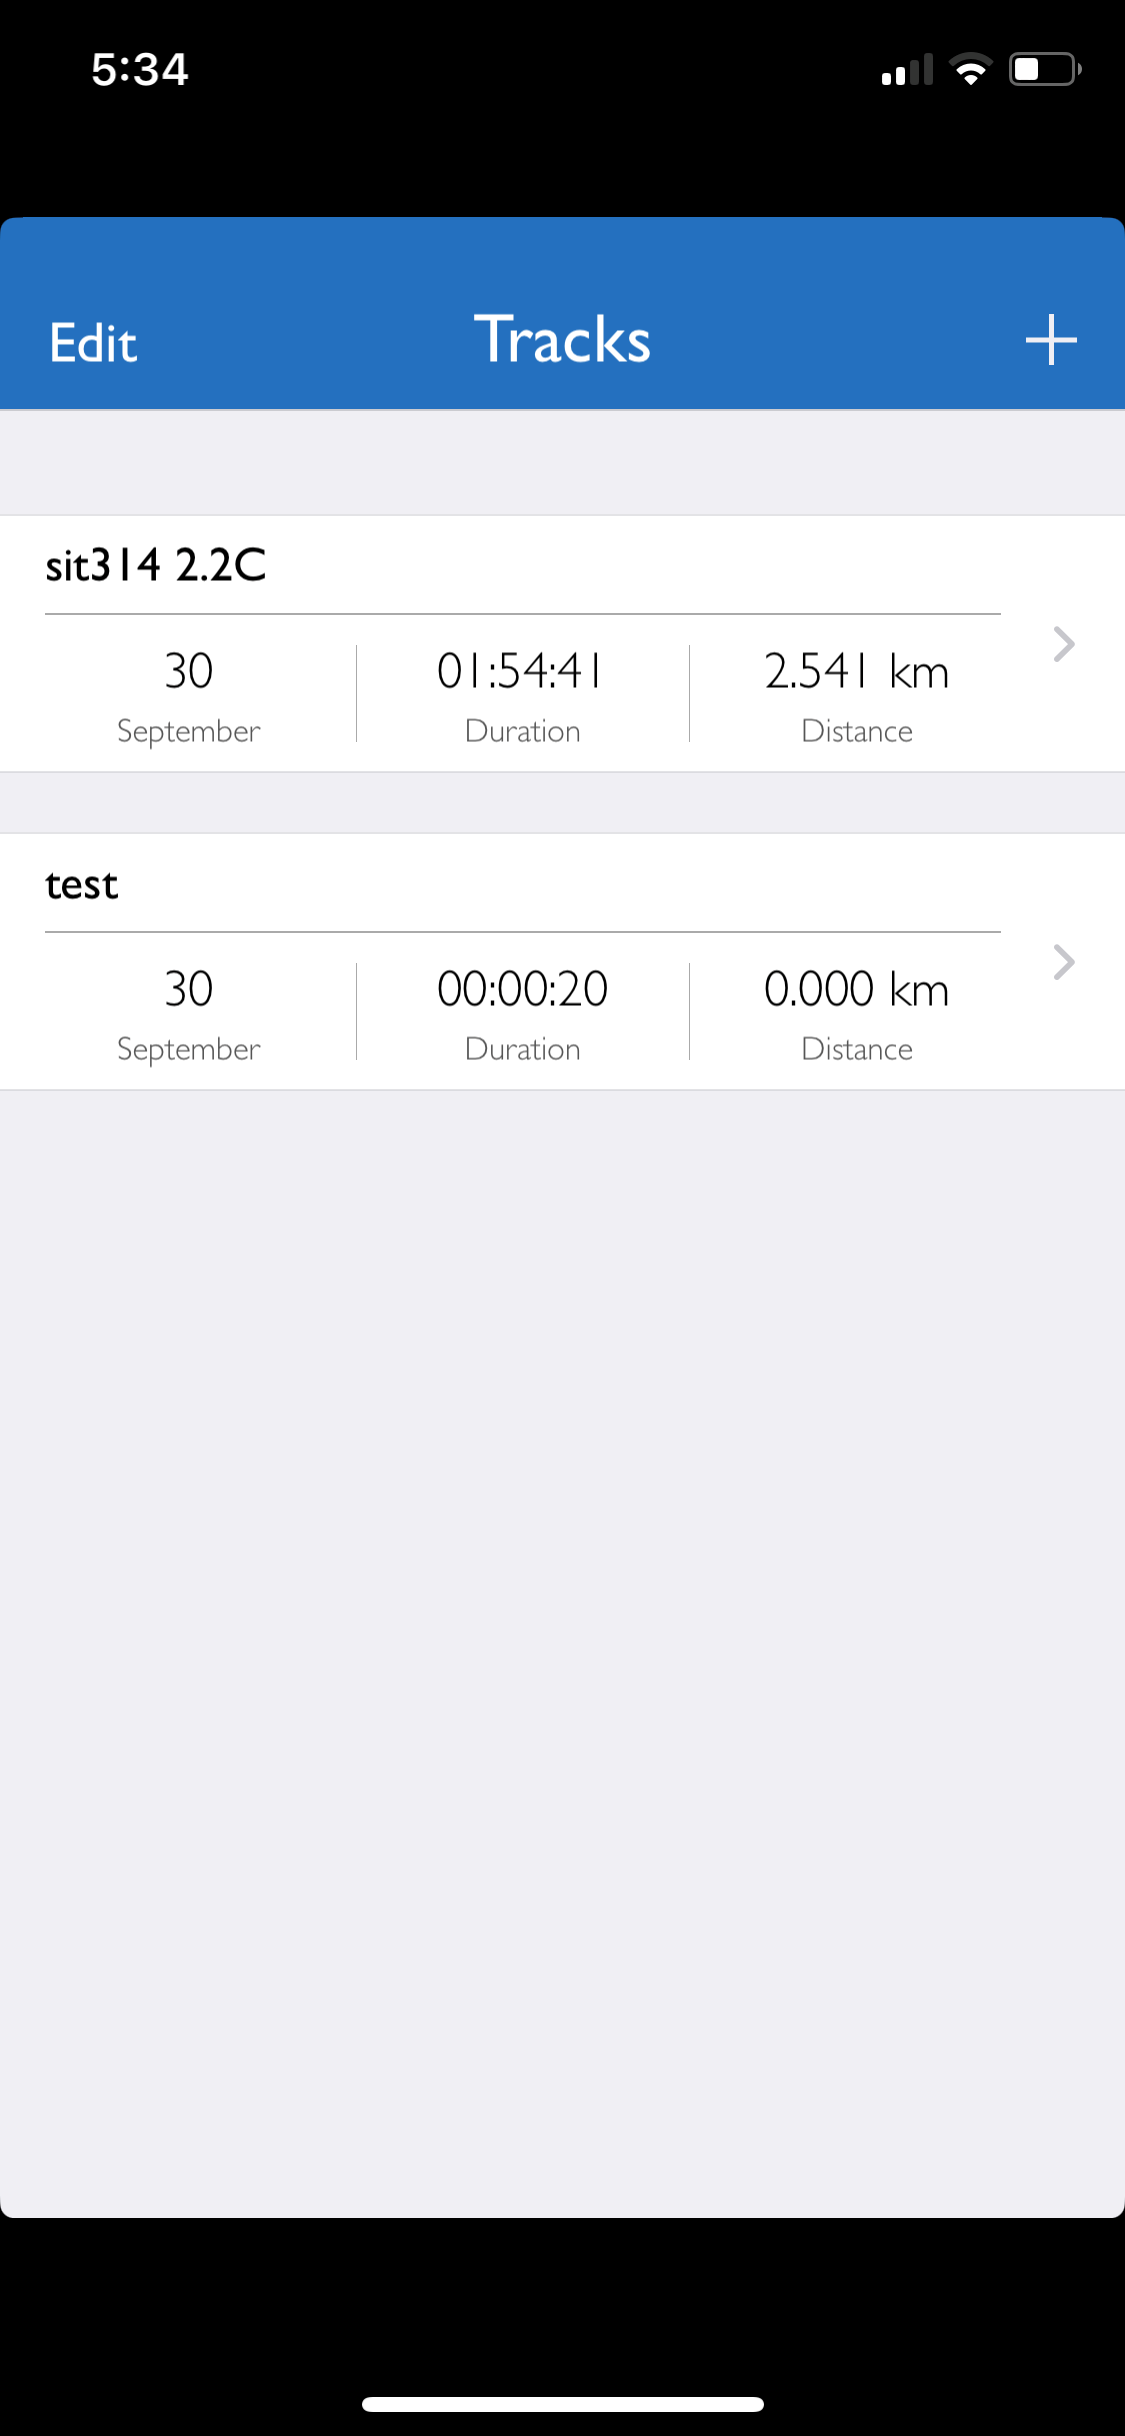 5:34
Edit
Tracks
sit314 2.2C
30
September
01:54:41
Duration
2.541 km
Distance
test
30
September
00:00:20
Duration
0.000 km
Distance